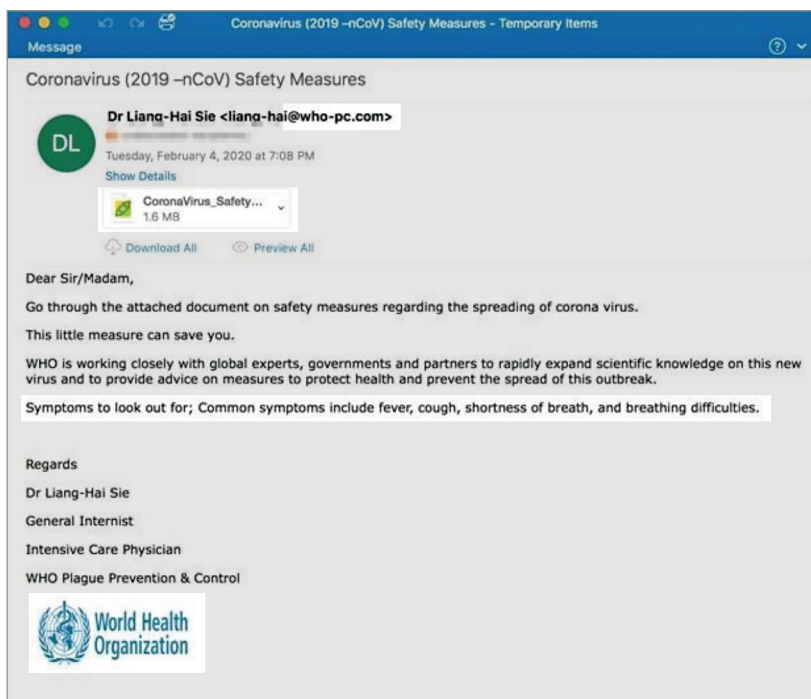 Coronavirus (2019 –nCoV) Safety Measures - Temporary Items
Message
Coronavirus (2019 –nCoV) Safety Measures
DL
Dr Liang-Hai Sie <liang-hai@who-pc.com>
Tuesday, February 4, 2020 at 7:08 PM
Show Details
CoronaVirus_Safety...
1.6 MB
Download All Preview All
Dear Sir/Madam,
Go through the attached document on safety measures regarding the spreading of corona virus.
This little measure can save you.
WHO is working closely with global experts, governments and partners to rapidly expand scientific knowledge on this new
virus and to provide advice on measures to protect health and prevent the spread of this outbreak.
Symptoms to look out for; Common symptoms include fever, cough, shortness of breath, and breathing difficulties.
Regards
Dr Liang-Hai Sie
General Internist
Intensive Care Physician
WHO Plague Prevention & Control
World Health
Organization